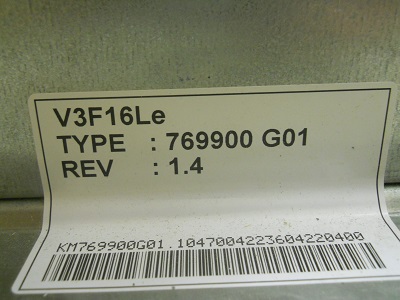 V3F16Le
TYPE : 769900 G01
REV : 1.4
KM769900G01.1047004223604220400